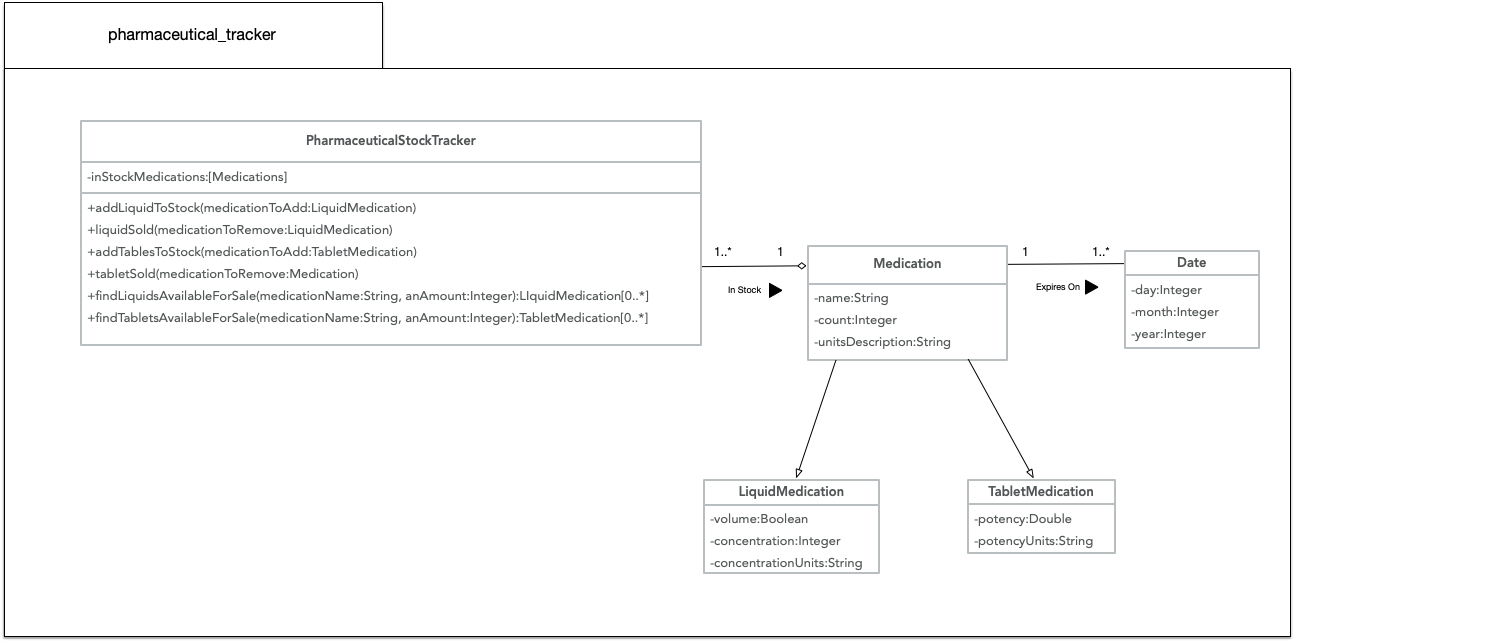 pharmaceutical_tracker
PharmaceuticalStockTracker
-inStockMedications:[Medications]
+addLiquidToStock(medicationToAdd:LiquidMedication)
+liquidSold(medicationToRemove:LiquidMedication)
+addTablesToStock(medicationToAdd:TabletMedication)
+tabletSold(medicationToRemove:Medication)
+findLiquidsAvailableForSale(medicationName:String, anAmount:Integer):LIquidMedication[0..*]
+findTabletsAvailableForSale(medicationName:String, anAmount:Integer):TabletMedication[0..*]
1..* 1
In Stock
Medication
-name:String
-count:Integer
-unitsDescription:String
1 1..*
Expires On
Date
-day:Integer
-month:Integer
-year:Integer
LiquidMedication
-volume:Boolean
-concentration:Integer
-concentrationUnits:String
TabletMedication
-potency:Double
-potencyUnits:String